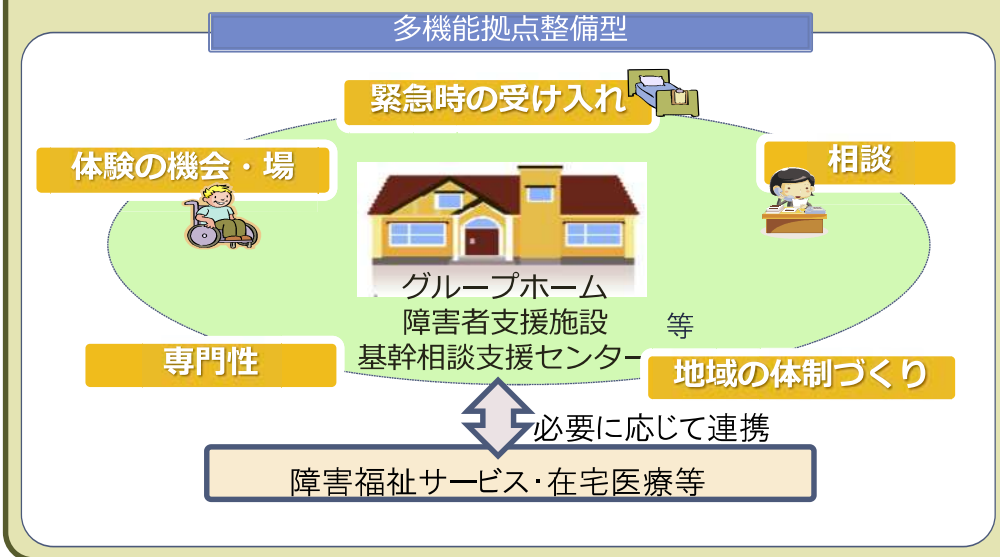 多機能拠点整備型
緊急時の受け入れ
体験の機会・場
相談
グループホーム
障害者支援施設 等
基幹相談支援センター
専門性
地域の体制づくり
必要に応じて連携
障害福祉サービス・在宅医療等